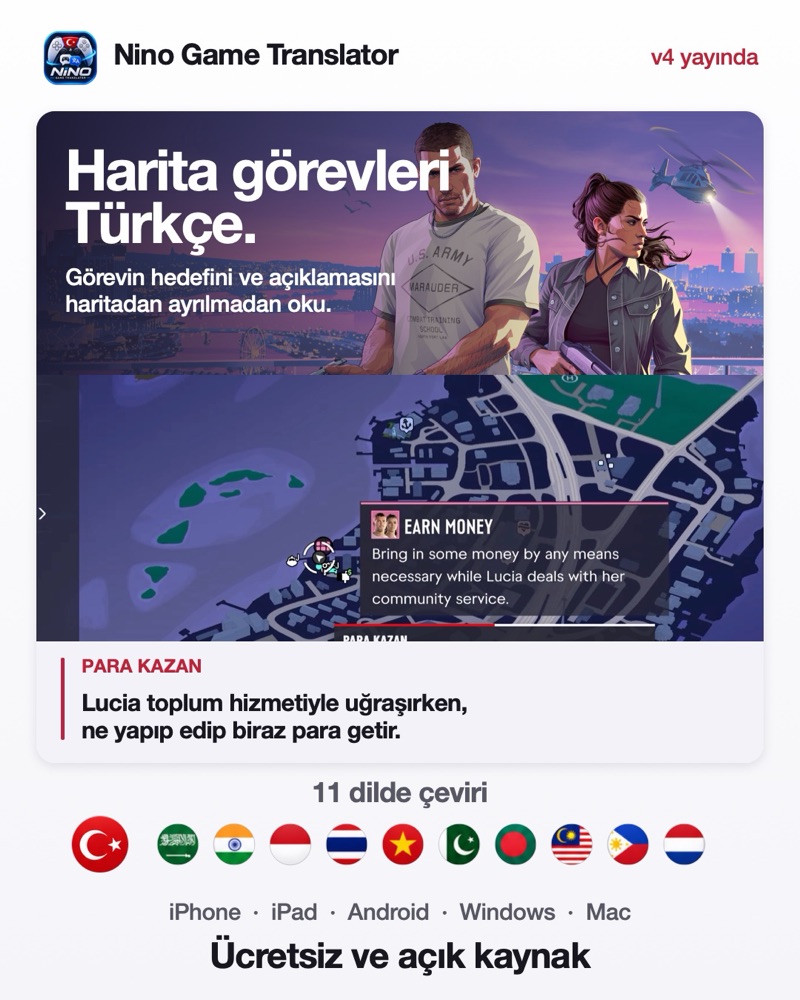 NiNO
Nino Game Translator
v4 yayında
Harita görevleri
Türkçe.
Görevin hedefini ve açıklamasını
haritadan ayrılmadan oku.
U.S. ARMY
MARAUDER
TRAINING
SCHOOL
H
EARN MONEY
Bring in some money by any means
necessary while Lucia deals with her
community service.
PARA KAZAN
PARA KAZAN
Lucia toplum hizmetiyle uğraşırken,
ne yapıp edip biraz para getir.
11 dilde çeviri
iPhone · iPad · Android · Windows · Mac
Ücretsiz ve açık kaynak